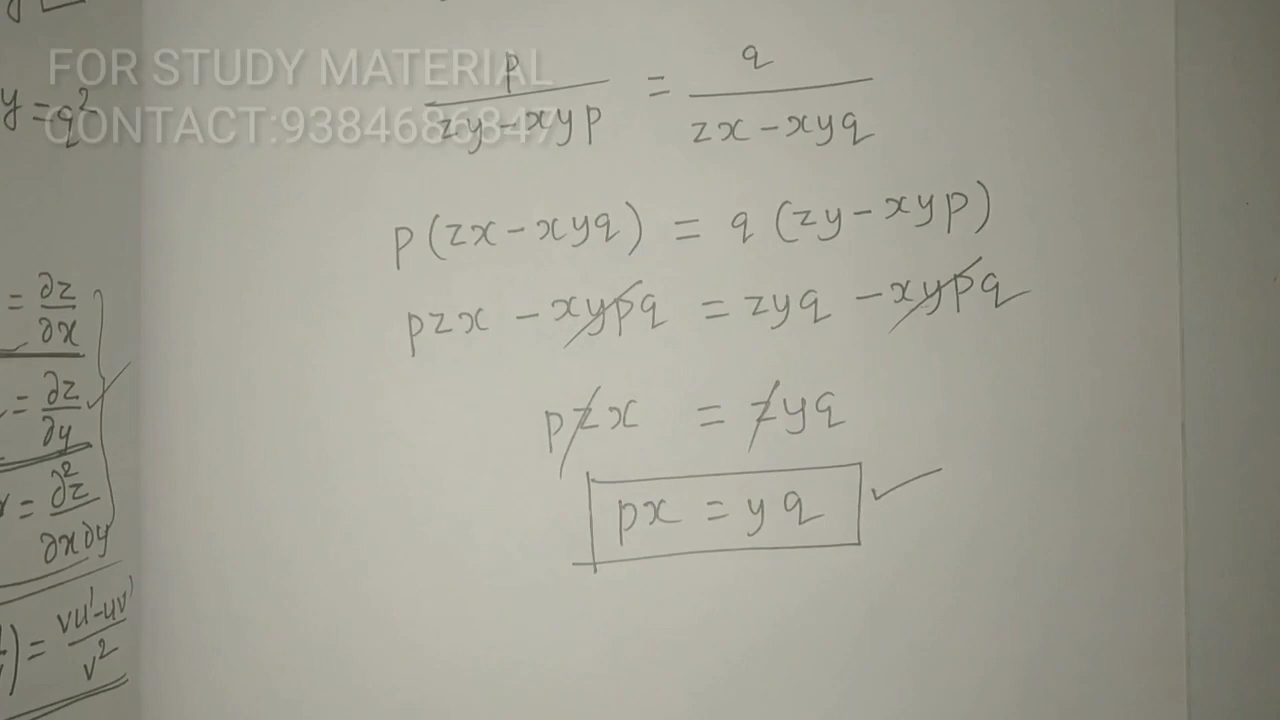 FOR STUDY MATERIAL
CONTACT:9384686847
y = q²
= ∂z/∂x
= ∂z/∂y
= ∂²z/∂x∂y
) = vu' - uv'/v²
p/zy - xyp = q/zx - xyq
p(zx - xyq) = q(zy - xyp)
pzx - xypq = zyq - xypq
pzx = zyq
px = yq